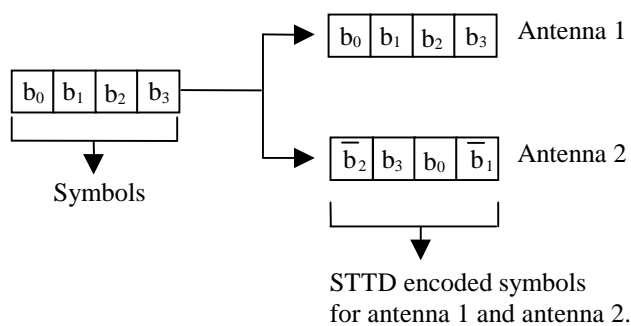 b₀ b₁ b₂ b₃ Antenna 1
b₀ b₁ b₂ b₃
b̅₂ b₃ b₀ b̅₁ Antenna 2
Symbols
STTD encoded symbols
for antenna 1 and antenna 2.